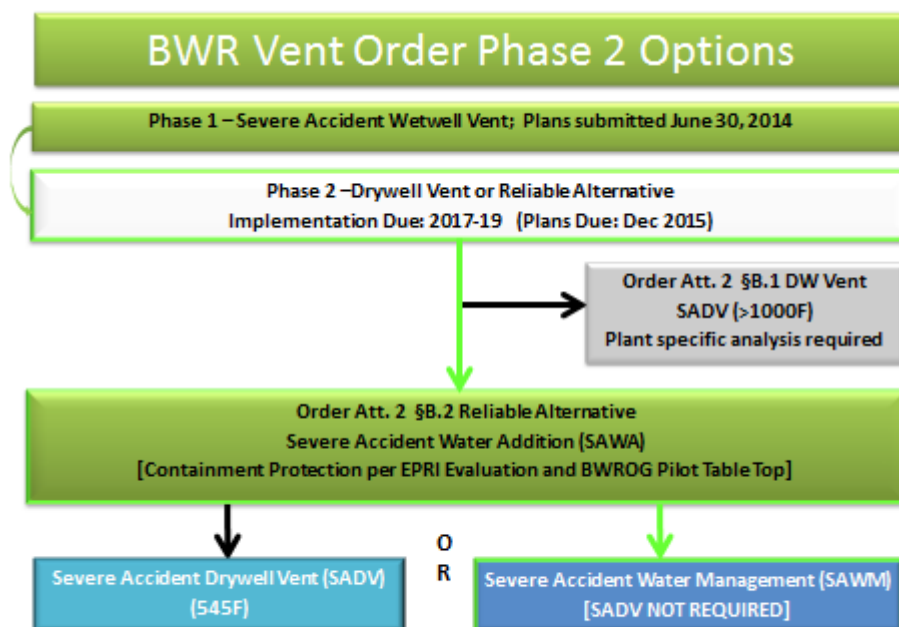 BWR Vent Order Phase 2 Options
Phase 1 – Severe Accident Wetwell Vent; Plans submitted June 30, 2014
Phase 2 –Drywell Vent or Reliable Alternative
Implementation Due: 2017-19 (Plans Due: Dec 2015)
Order Att. 2 §B.1 DW Vent
SADV (>1000F)
Plant specific analysis required
Order Att. 2 §B.2 Reliable Alternative
Severe Accident Water Addition (SAWA)
[Containment Protection per EPRI Evaluation and BWROG Pilot Table Top]
Severe Accident Drywell Vent (SADV)
(545F)
O
R
Severe Accident Water Management (SAWM)
[SADV NOT REQUIRED]